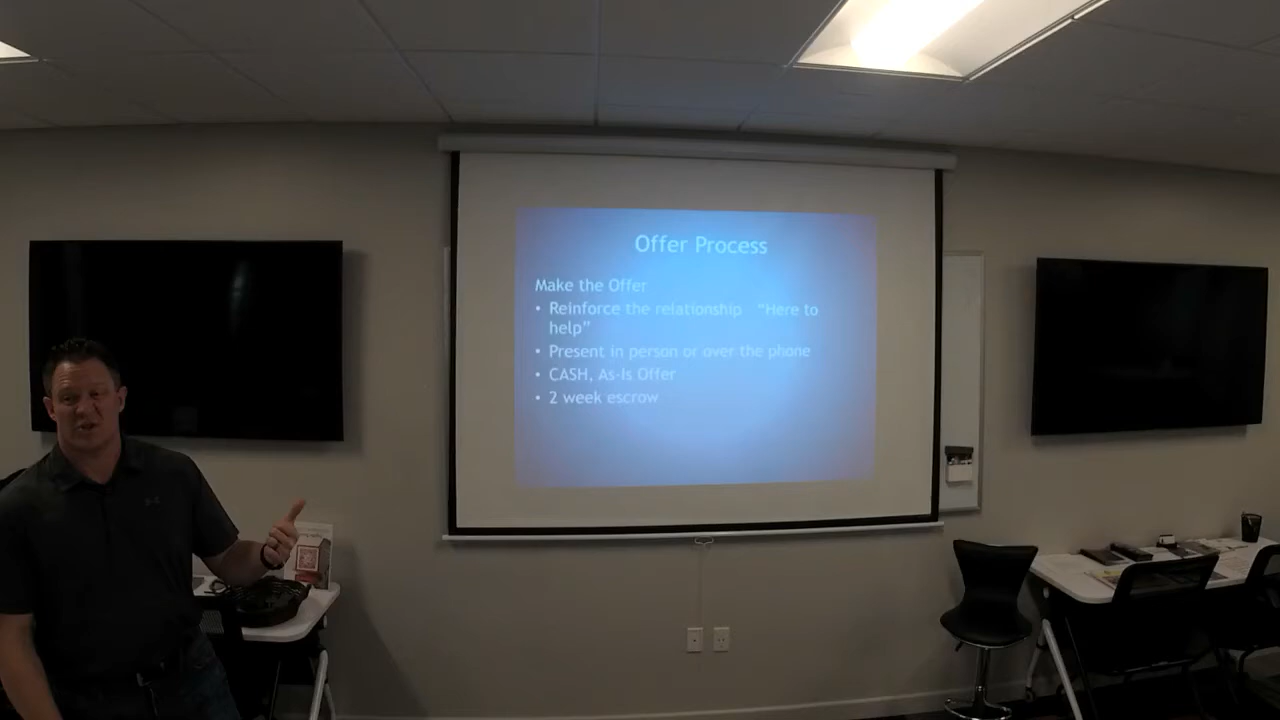 Offer Process
Make the Offer
• Reinforce the relationship "Here to
help"
• Present in person or over the phone
• CASH, As-Is Offer
• 2 week escrow